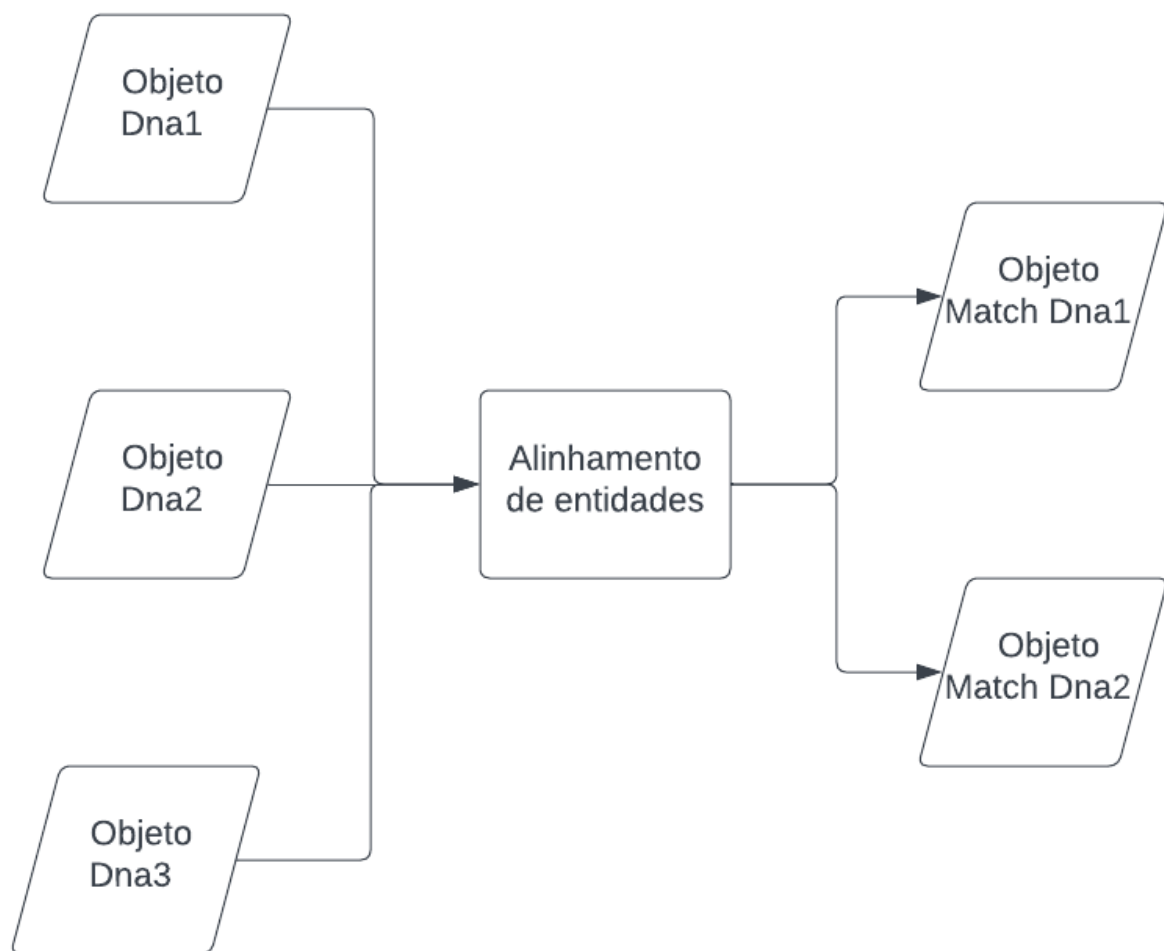 Objeto
Dna1
Objeto
Match Dna1
Objeto
Dna2
Alinhamento
de entidades
Objeto
Match Dna2
Objeto
Dna3